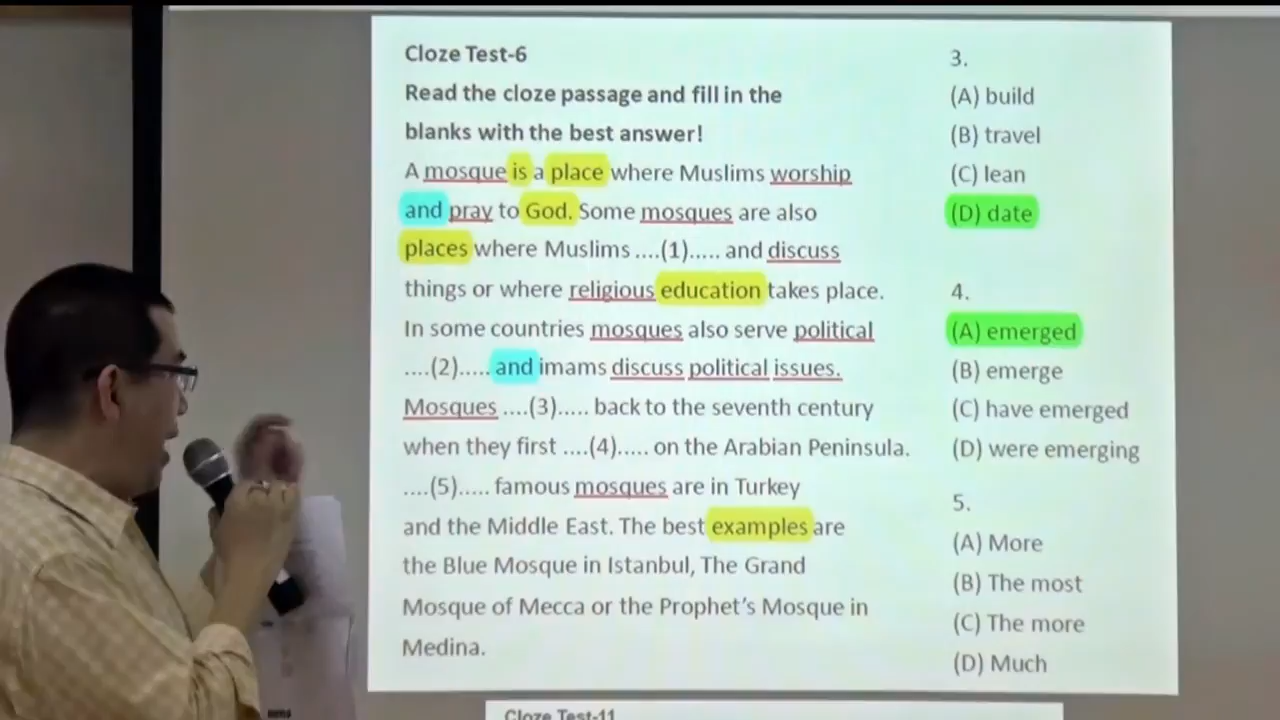 Cloze Test-6
Read the cloze passage and fill in the
blanks with the best answer!
A mosque is a place where Muslims worship
and pray to God. Some mosques are also
places where Muslims ....(1)..... and discuss
things or where religious education takes place.
In some countries mosques also serve political
....(2)..... and imams discuss political issues.
Mosques ....(3)..... back to the seventh century
when they first ....(4)..... on the Arabian Peninsula.
....(5)..... famous mosques are in Turkey
and the Middle East. The best examples are
the Blue Mosque in Istanbul, The Grand
Mosque of Mecca or the Prophet's Mosque in
Medina.
3.
(A) build
(B) travel
(C) lean
(D) date
4.
(A) emerged
(B) emerge
(C) have emerged
(D) were emerging
5.
(A) More
(B) The most
(C) The more
(D) Much
Cloze Test-11